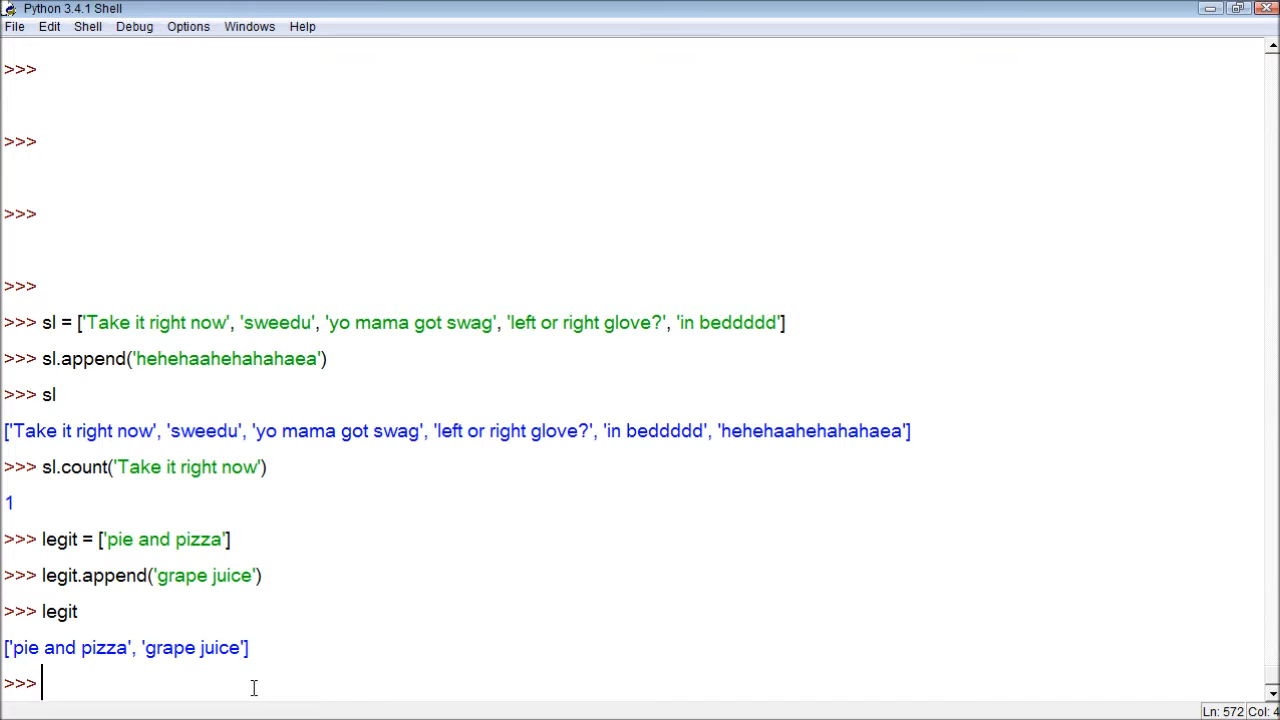 Python 3.4.1 Shell
File Edit Shell Debug Options Windows Help
>>>
>>>
>>>
>>>
>>> sl = ['Take it right now', 'sweedu', 'yo mama got swag', 'left or right glove?', 'in beddddd']
>>> sl.append('hehehaahehahahaea')
>>> sl
['Take it right now', 'sweedu', 'yo mama got swag', 'left or right glove?', 'in beddddd', 'hehehaahehahahaea']
>>> sl.count('Take it right now')
1
>>> legit = ['pie and pizza']
>>> legit.append('grape juice')
>>> legit
['pie and pizza', 'grape juice']
>>>
Ln: 572 Col: 4